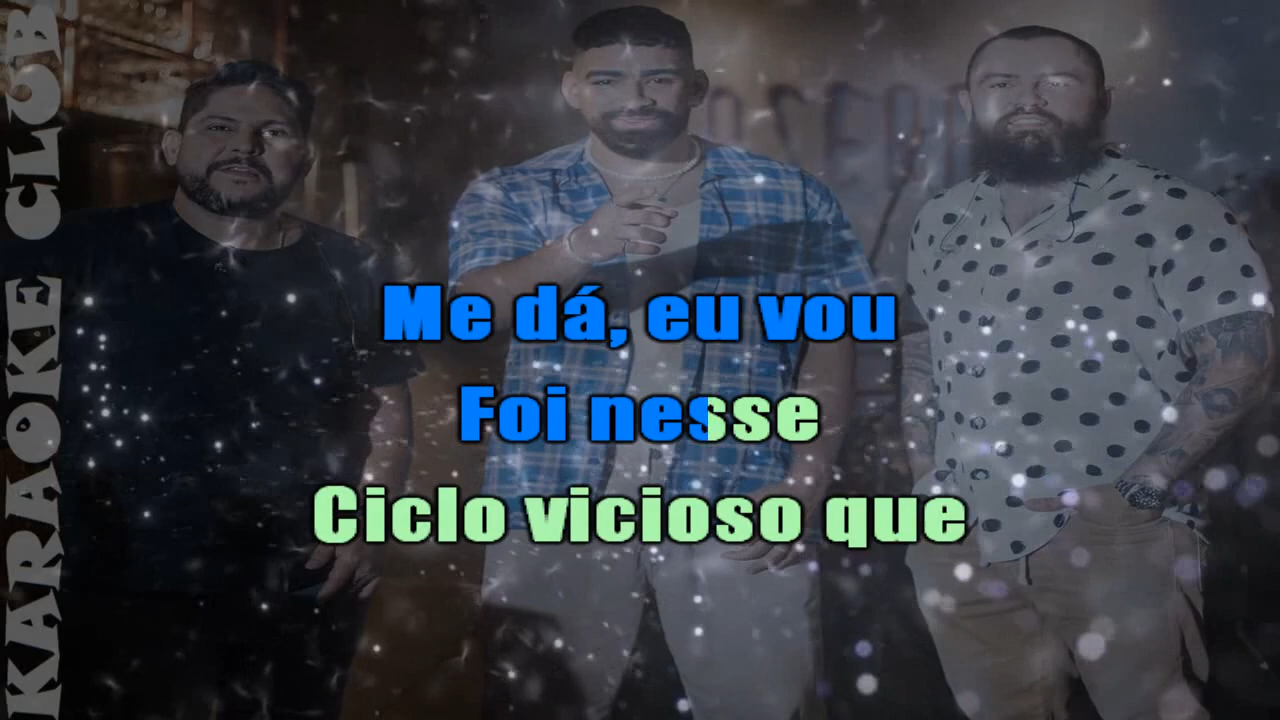 KARAOKE CLUB
Me dá, eu vou
Foi nesse
Ciclo vicioso que